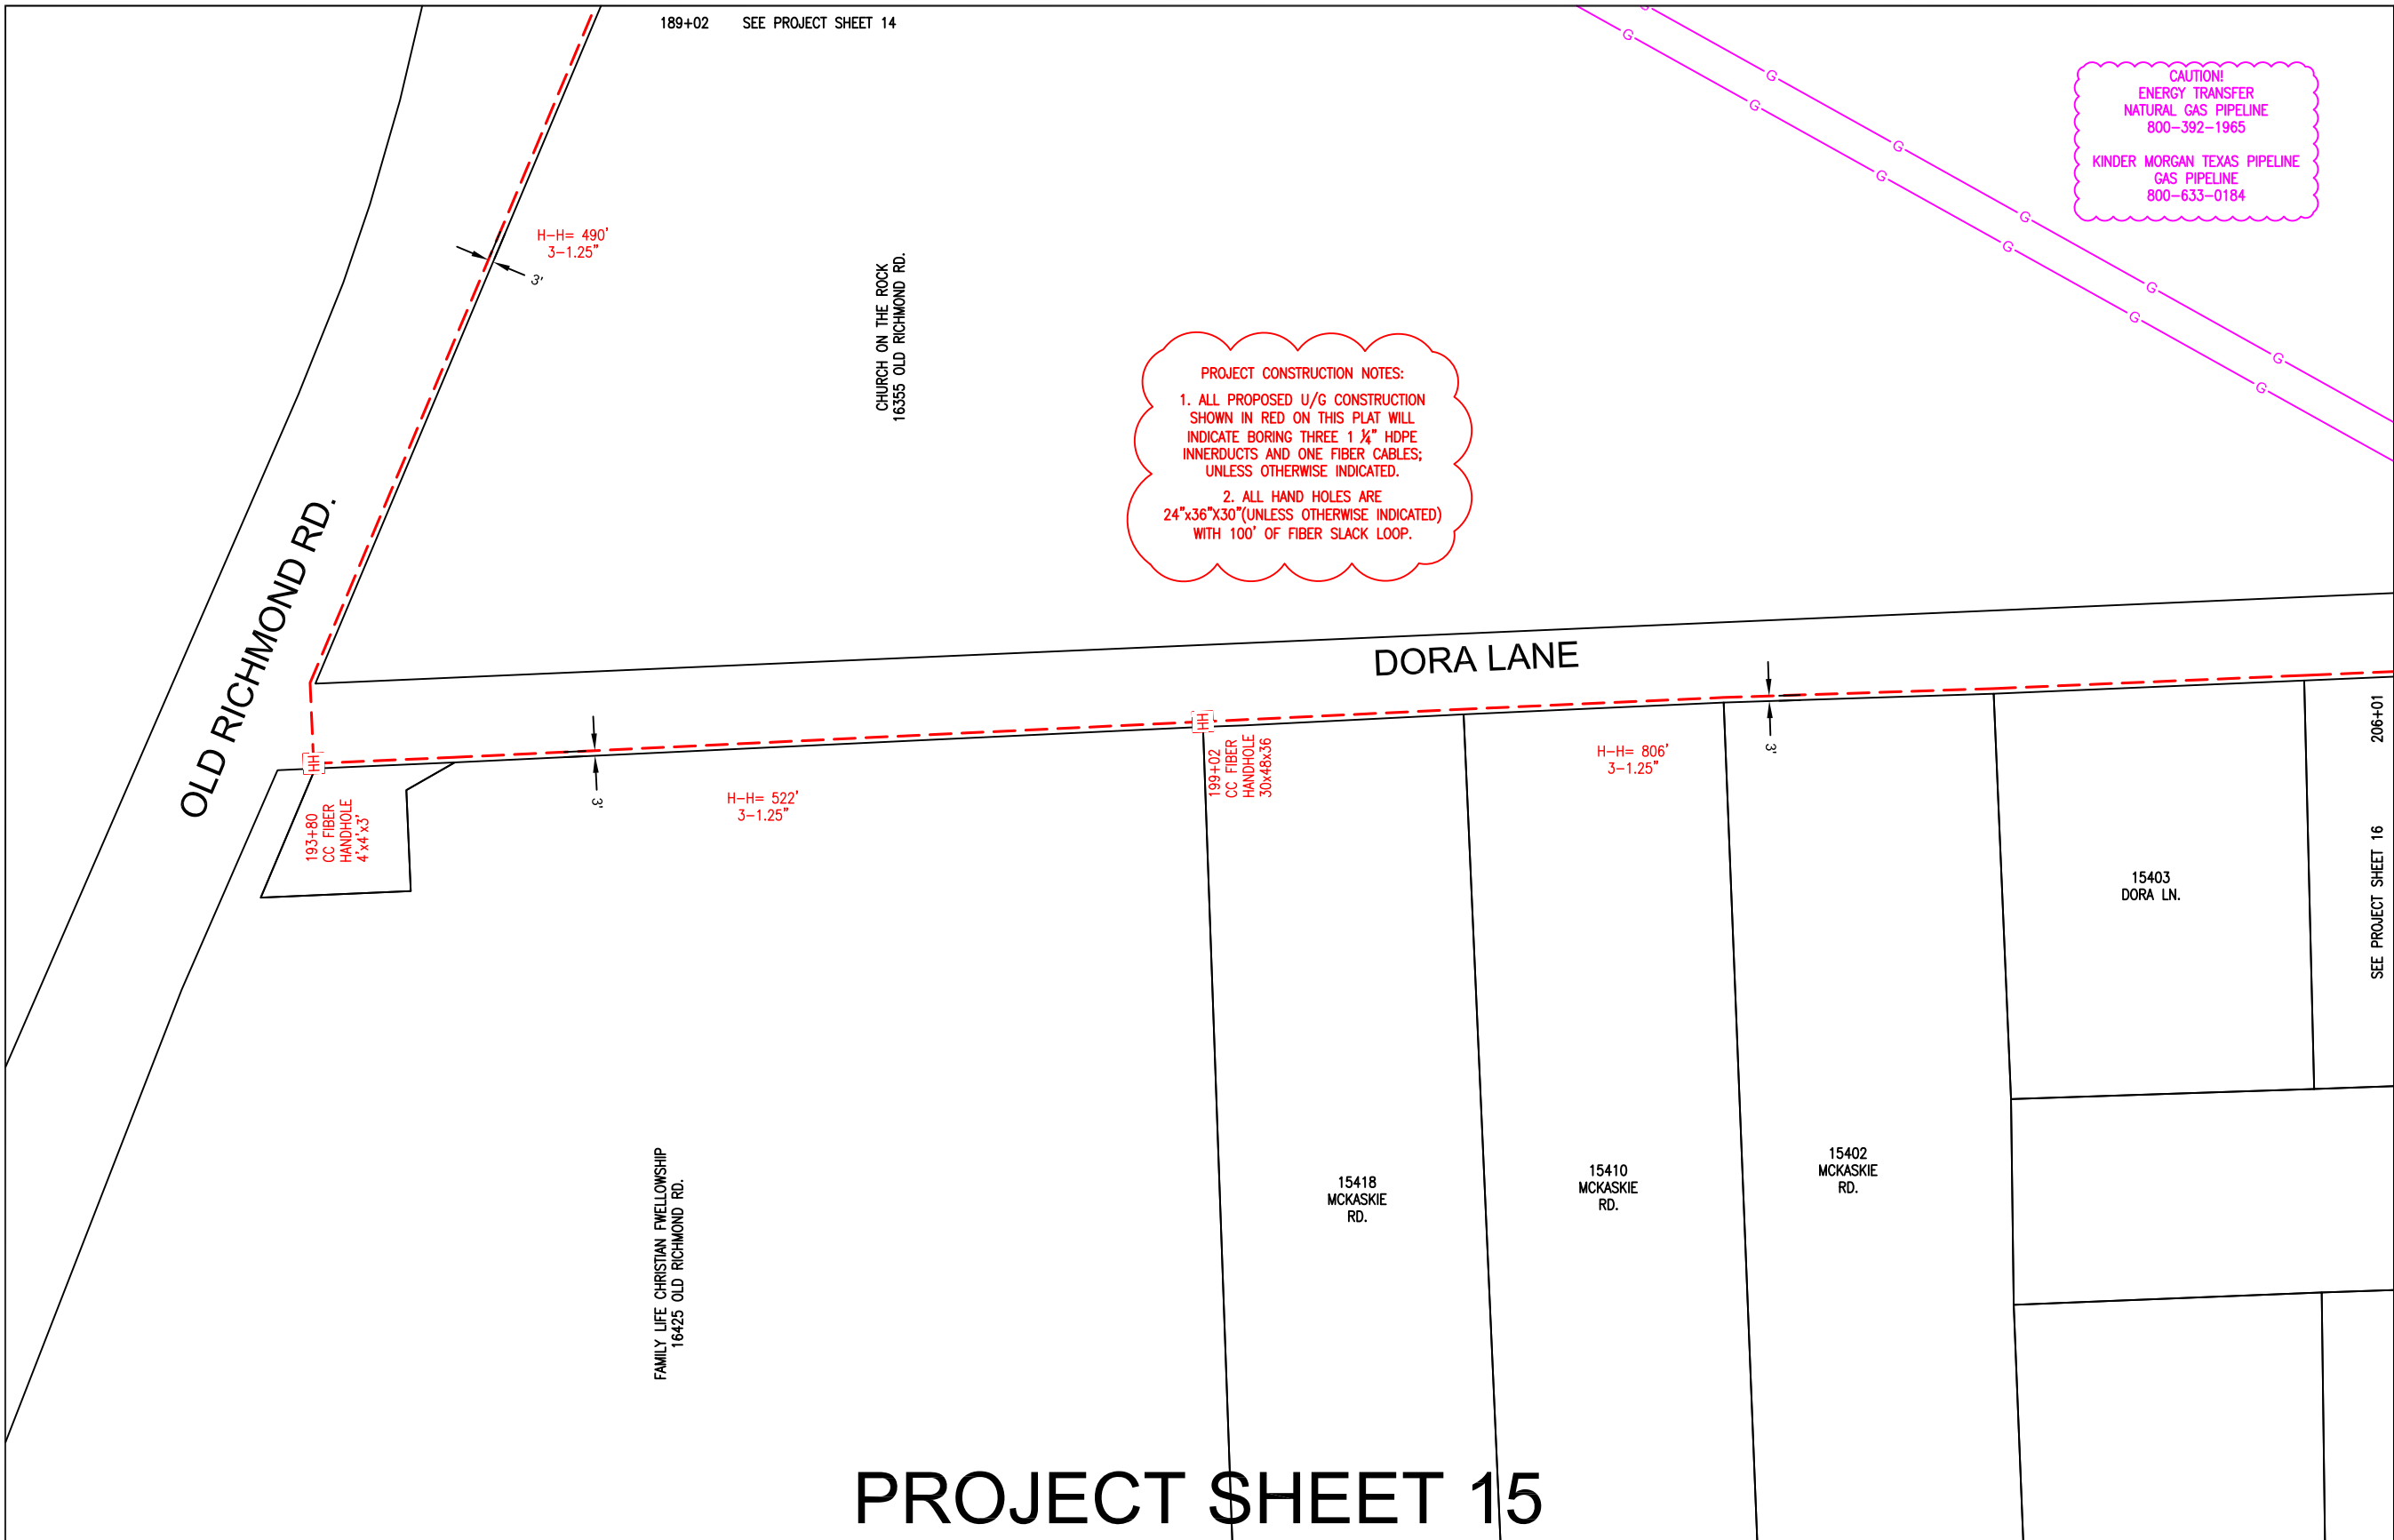 189+02 SEE PROJECT SHEET 14
CAUTION!
ENERGY TRANSFER
NATURAL GAS PIPELINE
800-392-1965
KINDER MORGAN TEXAS PIPELINE
GAS PIPELINE
800-633-0184
G
G
G
G
G
G
G
G
G
G
G
G
G
H-H= 490'
3-1.25"
3'
CHURCH ON THE ROCK
16355 OLD RICHMOND RD.
PROJECT CONSTRUCTION NOTES:
1. ALL PROPOSED U/G CONSTRUCTION
SHOWN IN RED ON THIS PLAT WILL
INDICATE BORING THREE 1 ¼" HDPE
INNERDUCTS AND ONE FIBER CABLES;
UNLESS OTHERWISE INDICATED.
2. ALL HAND HOLES ARE
24"x36"X30"(UNLESS OTHERWISE INDICATED)
WITH 100' OF FIBER SLACK LOOP.
OLD RICHMOND RD.
DORA LANE
HH
193+80
CC FIBER
HANDHOLE
4'x4'x3'
3'
H-H= 522'
3-1.25"
HH
199+02
CC FIBER
HANDHOLE
30x48x36
H-H= 806'
3-1.25"
3'
206+01
SEE PROJECT SHEET 16
15403
DORA LN.
FAMILY LIFE CHRISTIAN FWELLOWSHIP
16425 OLD RICHMOND RD.
15418
MCKASKIE
RD.
15410
MCKASKIE
RD.
15402
MCKASKIE
RD.
PROJECT SHEET 15